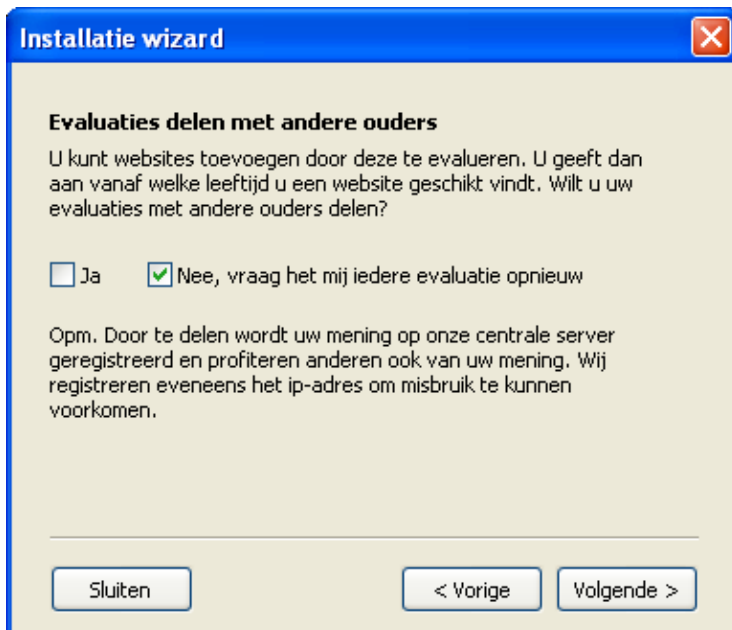 Installatie wizard
Evaluaties delen met andere ouders
U kunt websites toevoegen door deze te evalueren. U geeft dan
aan vanaf welke leeftijd u een website geschikt vindt. Wilt u uw
evaluaties met andere ouders delen?
Ja Nee, vraag het mij iedere evaluatie opnieuw
Opm. Door te delen wordt uw mening op onze centrale server
geregistreerd en profiteren anderen ook van uw mening. Wij
registreren eveneens het ip-adres om misbruik te kunnen
voorkomen.
Sluiten < Vorige Volgende >